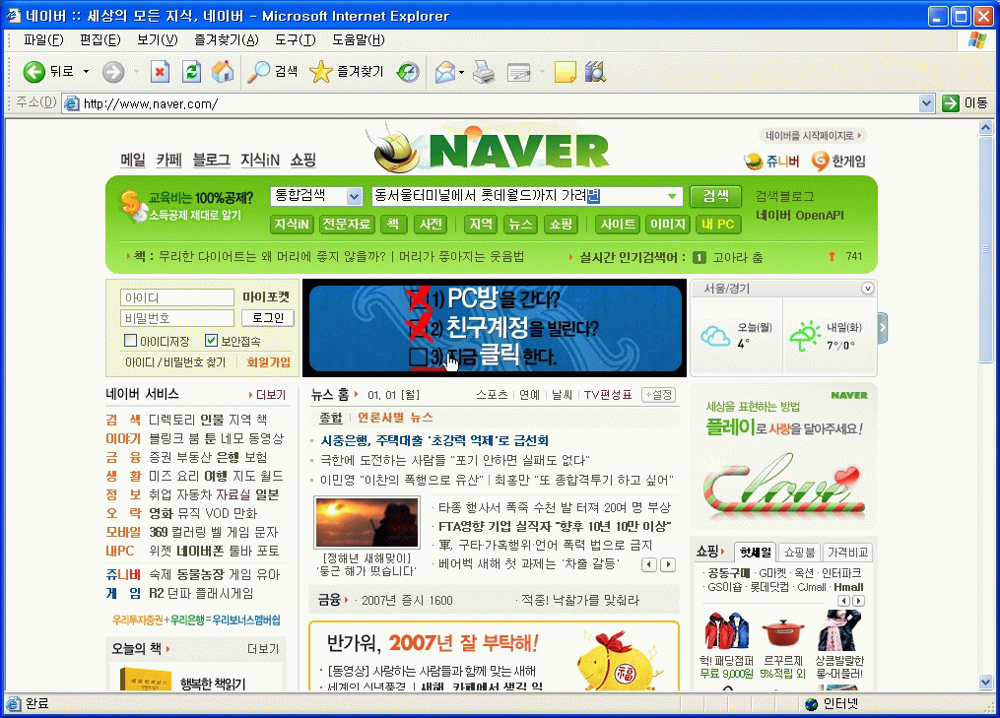 네이버 :: 세상의 모든 지식, 네이버 - Microsoft Internet Explorer
파일(F) 편집(E) 보기(V) 즐겨찾기(A) 도구(T) 도움말(H)
뒤로 검색 즐겨찾기
주소(D) http://www.naver.com/ 이동
네이버를 시작페이지로
메일 카페 블로그 지식iN 쇼핑 NAVER 쥬니버 한게임
교육비는 100%공제?
소득공제 제대로 알기
통합검색 동서울터미널에서 롯데월드까지 가려면 검색
검색블로그
네이버 OpenAPI
지식iN 전문자료 책 사전 | 지역 뉴스 쇼핑 | 사이트 이미지 내 PC
책 : 무리한 다이어트는 왜 머리에 좋지 않을까? | 머리가 좋아지는 웃음법
실시간 인기검색어 : 1 고아라 홈 741
아이디 마이포켓
비밀번호 로그인
아이디저장 보안접속
아이디/비밀번호 찾기 | 회원가입
1) PC방을 간다?
2) 친구계정을 빌린다?
3) 지금 클릭 한다.
서울/경기
오늘(월) 4°
내일(화) 7°/0°
네이버 서비스 더보기
검색 디렉토리 인물 지역 책
이야기 블링크 붐 툰 네모 동영상
금융 증권 부동산 은행 보험
생활 미즈 요리 여행 지도 월드
정보 취업 자동차 자료실 일본
오락 영화 뮤직 VOD 만화
모바일 369 컬러링 벨 게임 문자
내PC 위젯 네이버폰 툴바 포토
쥬니버 숙제 동물농장 게임 유아
게임 R2 던파 플래시게임
우리투자증권+우리은행=우리보너스멤버쉽
오늘의 책 더보기
행복한 책읽기
뉴스 홈 01. 01 [월] 스포츠 | 연예 | 날씨 | TV편성표 +설정
종합 | 언론사별 뉴스
시중은행, 주택대출 '초강력 억제'로 급선회
극한에 도전하는 사람들 "포기 안하면 실패도 없다"
이민영 "이찬의 폭행으로 유산" | 최홍만 "또 종합격투기 하고 싶어"
[정해년 새해맞이]
'둥근 해가 떴습니다'
· 타종 행사서 폭죽 수천 발 터져 20여 명 부상
· FTA영향 기업 실직자 "향후 10년 10만 이상"
· 軍, 구타·가혹행위·언어 폭력 법으로 금지
· 베어벡 새해 첫 과제는 '차출 갈등'
금융 · 2007년 증시 1600 · 적중! 낙찰가를 맞춰라
반가워, 2007년 잘 부탁해!
· [동영상] 사랑하는 사람들과 함께 맞는 새해
· 세계의 신년풍경 | 새해, 카페에서 생긴 일
福
NAVER
세상을 표현하는 방법
플레이로 사랑을 달아주세요!
Love
쇼핑 핫세일 쇼핑붐 가격비교
· 공동구매 · G마켓 · 옥션 · 인터파크
· GS이숍 · 롯데닷컴 · CJmall · Hmall
헉! 패딩점퍼 르꾸르제 상큼발랄한
무료 9,000원 5%적립 외 롱-머플러!
완료 인터넷